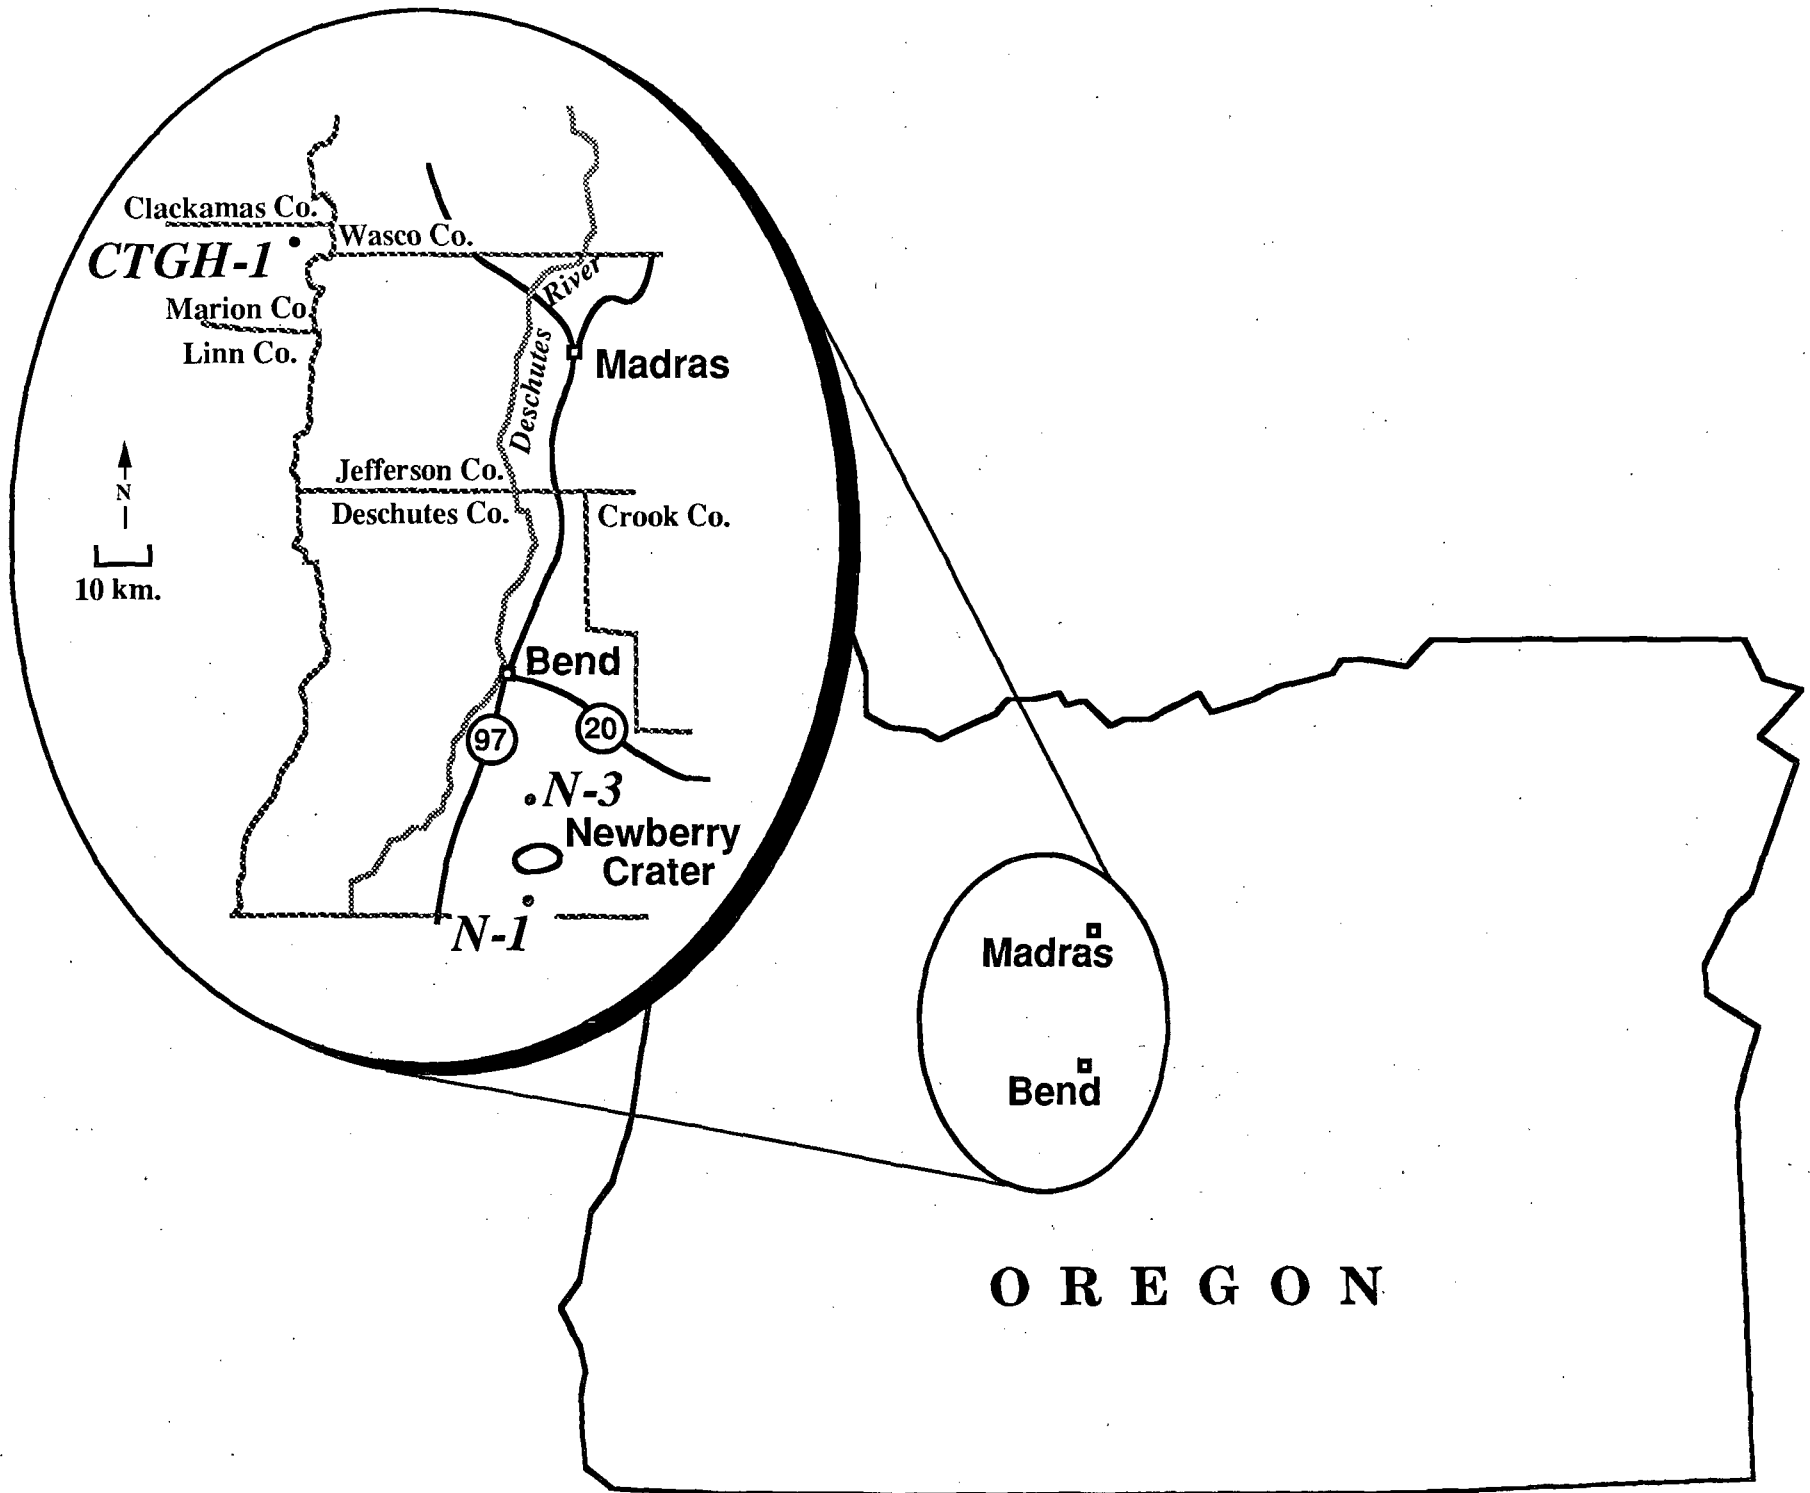 Clackamas Co.
Wasco Co.
CTGH-1
River
Marion Co.
Linn Co.
Deschutes
Madras
Jefferson Co.
N
Deschutes Co.
Crook Co.
10 km.
Bend
97
20
N-3
Newberry
Crater
N-1
Madras
Bend
OREGON